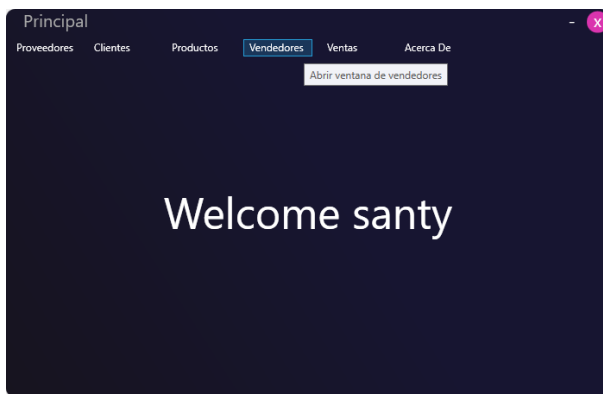 Principal
- X
Proveedores Clientes Productos Vendedores Ventas Acerca De
Abrir ventana de vendedores
Welcome santy